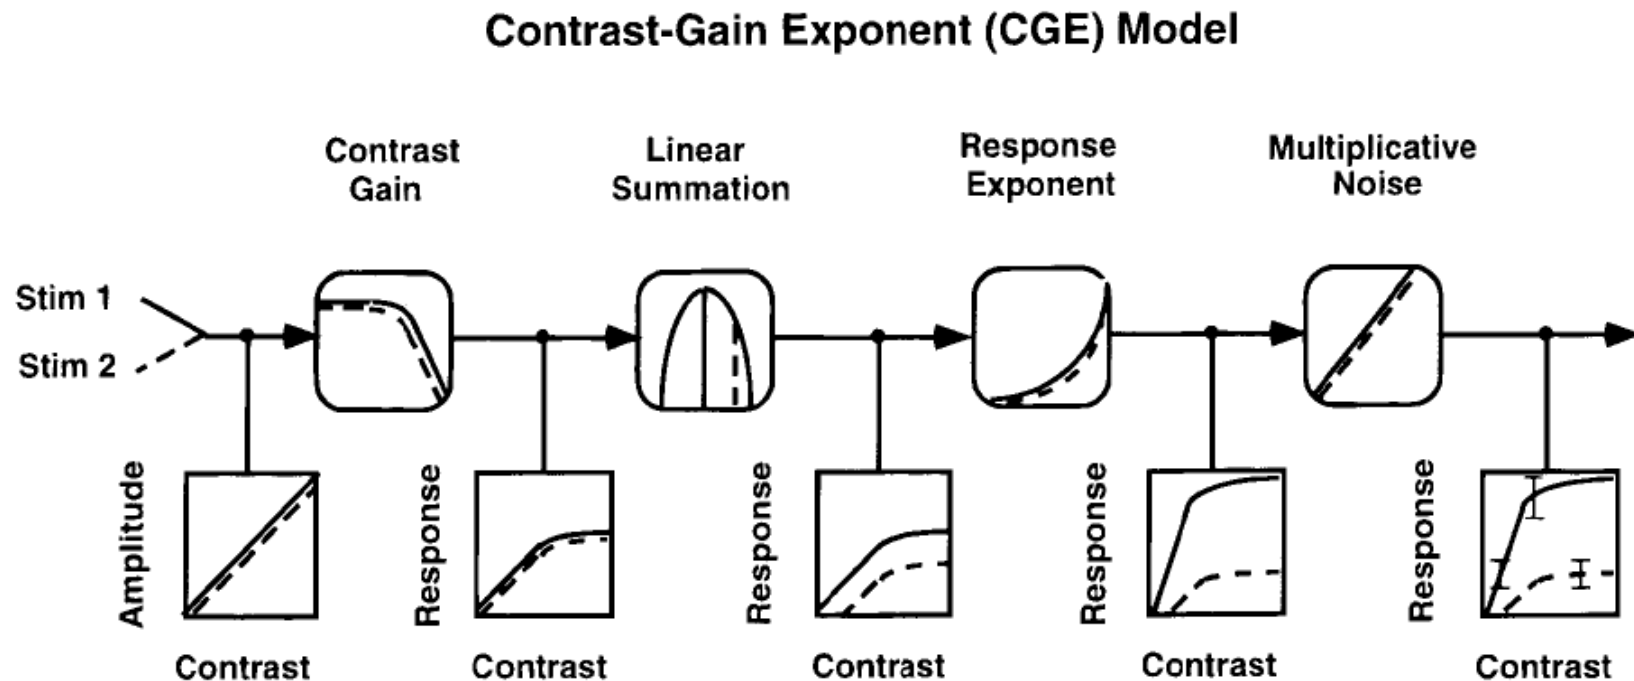 Contrast-Gain Exponent (CGE) Model
Contrast
Gain
Linear
Summation
Response
Exponent
Multiplicative
Noise
Stim 1
Stim 2
Amplitude
Response
Response
Response
Response
Contrast
Contrast
Contrast
Contrast
Contrast